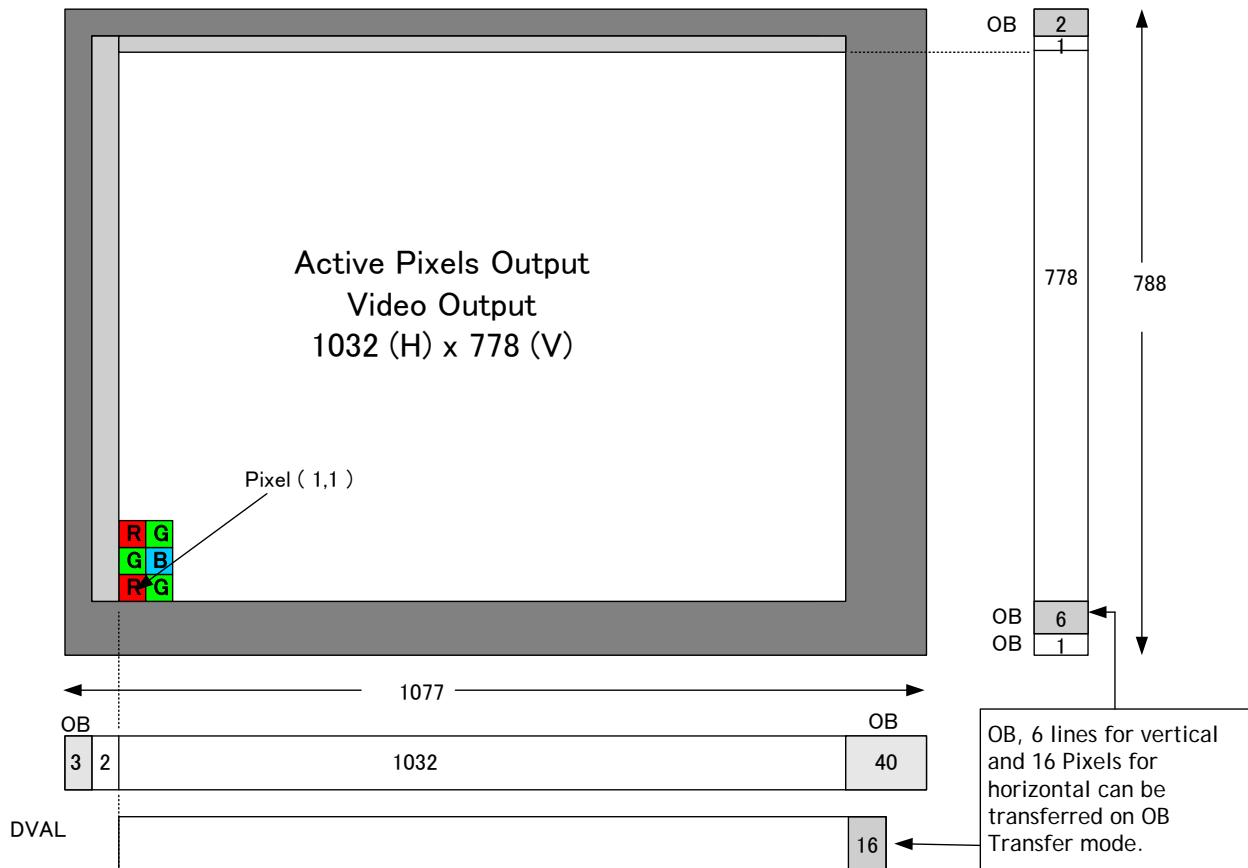 OB
2
1
Active Pixels Output
Video Output
1032 (H) x 778 (V)
778
788
Pixel ( 1,1 )
R G
G B
R G
OB
6
OB
1
1077
OB
OB
3
2
1032
40
OB, 6 lines for vertical
and 16 Pixels for
horizontal can be
transferred on OB
Transfer mode.
DVAL
16